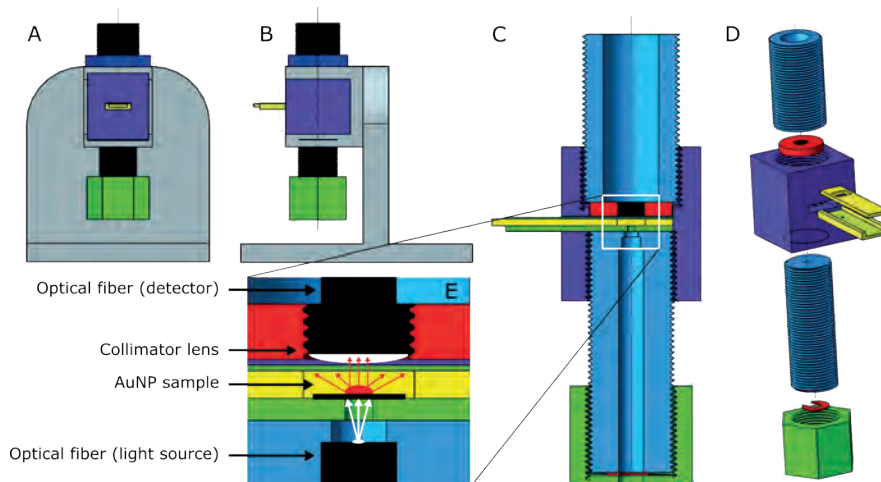 A
B
C
D
E
Optical fiber (detector)
Collimator lens
AuNP sample
Optical fiber (light source)